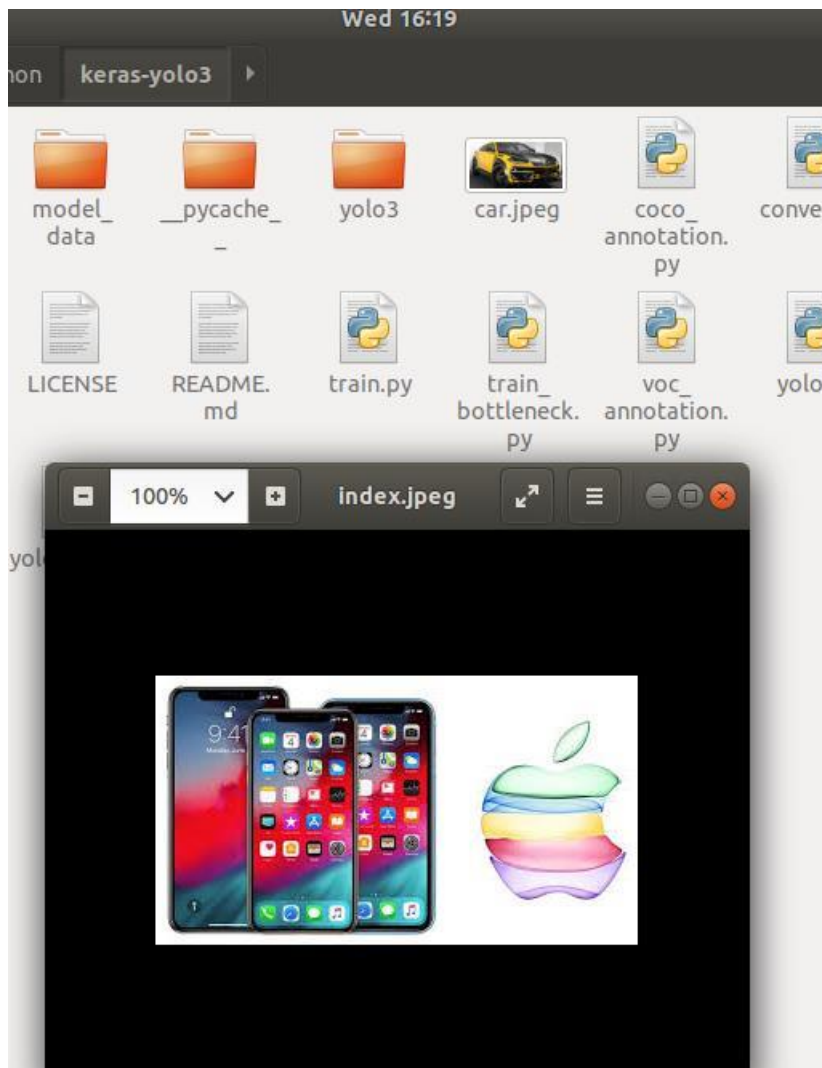 Wed 16:19
keras-yolo3
model_
data
__pycache_
_
yolo3
car.jpeg
coco_
annotation.
py
conve
LICENSE
README.
md
train.py
train_
bottleneck.
py
voc_
annotation.
py
yolo
yol
100%
index.jpeg
9:41